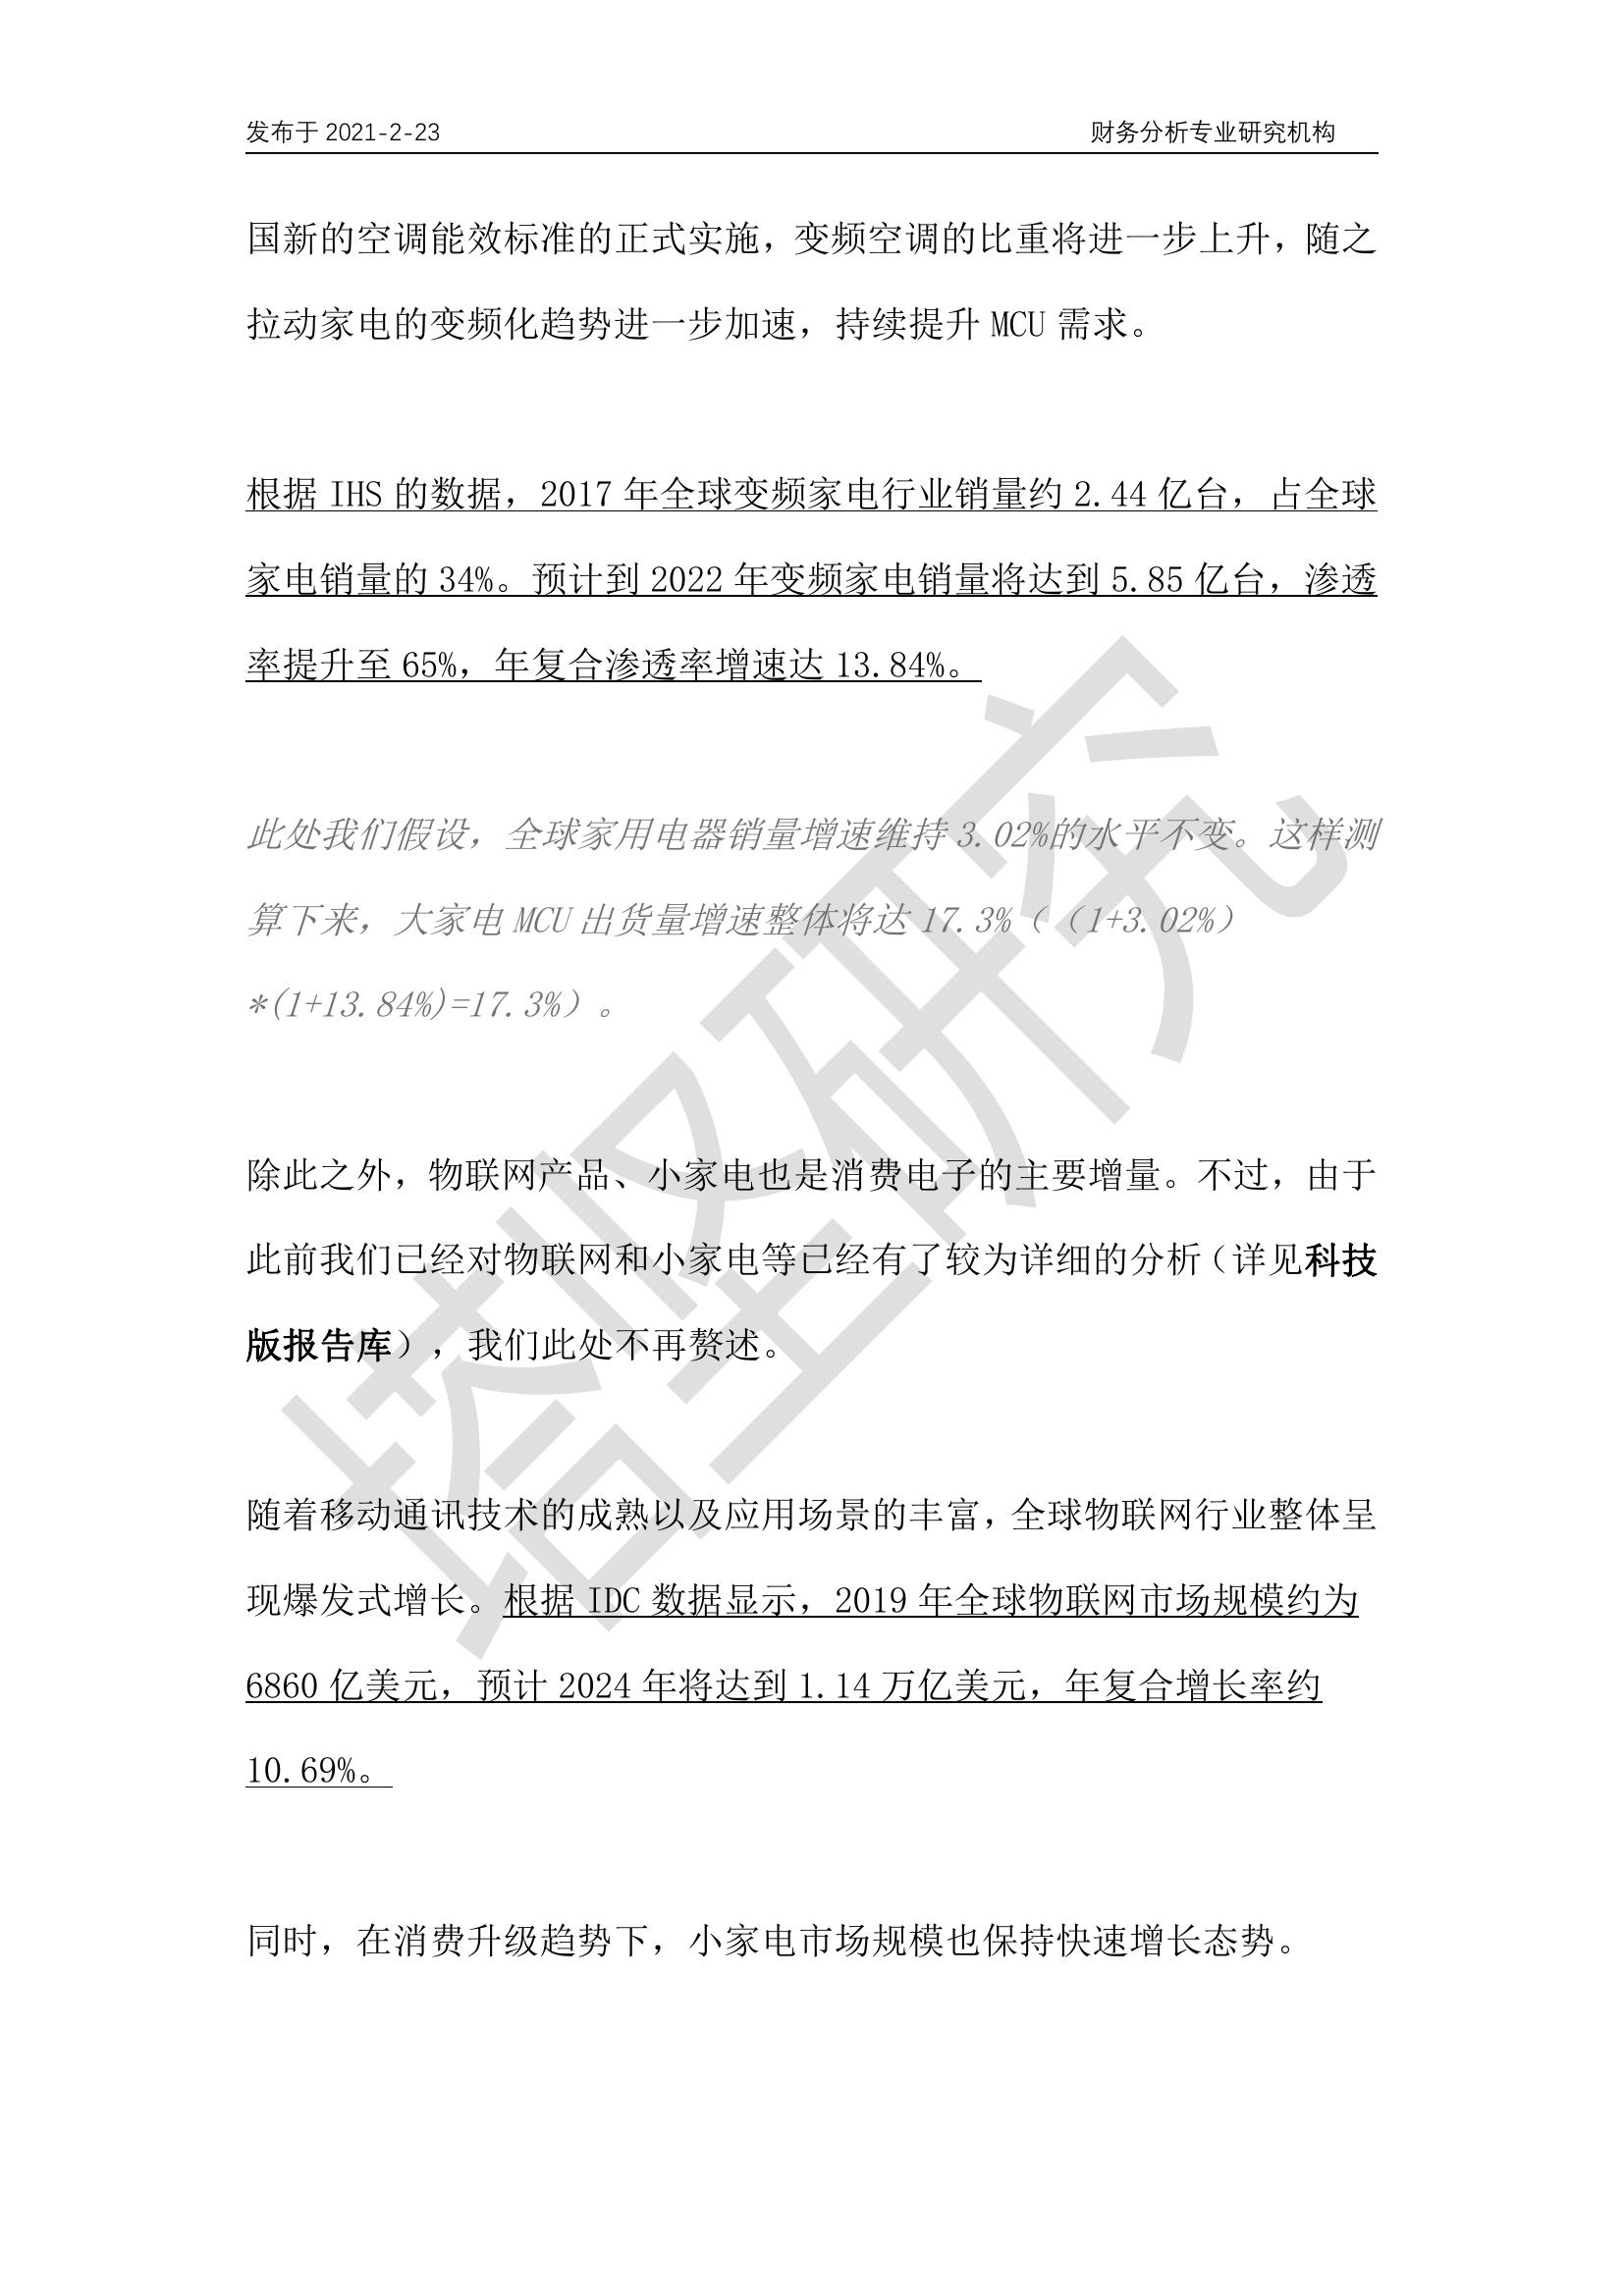 发布于 2021-2-23 财务分析专业研究机构
国新的空调能效标准的正式实施，变频空调的比重将进一步上升，随之
拉动家电的变频化趋势进一步加速，持续提升 MCU 需求。
根据 IHS 的数据，2017 年全球变频家电行业销量约 2.44 亿台，占全球
家电销量的 34%。预计到 2022 年变频家电销量将达到 5.85 亿台，渗透
率提升至 65%，年复合渗透率增速达 13.84%。
此处我们假设，全球家用电器销量增速维持 3.02%的水平不变。这样测
算下来，大家电 MCU 出货量增速整体将达 17.3%（（1+3.02%）
*(1+13.84%)=17.3%）。
除此之外，物联网产品、小家电也是消费电子的主要增量。不过，由于
此前我们已经对物联网和小家电等已经有了较为详细的分析（详见科技
版报告库），我们此处不再赘述。
随着移动通讯技术的成熟以及应用场景的丰富，全球物联网行业整体呈
现爆发式增长。根据 IDC 数据显示，2019 年全球物联网市场规模约为
6860 亿美元，预计 2024 年将达到 1.14 万亿美元，年复合增长率约
10.69%。
同时，在消费升级趋势下，小家电市场规模也保持快速增长态势。
塔坚研究